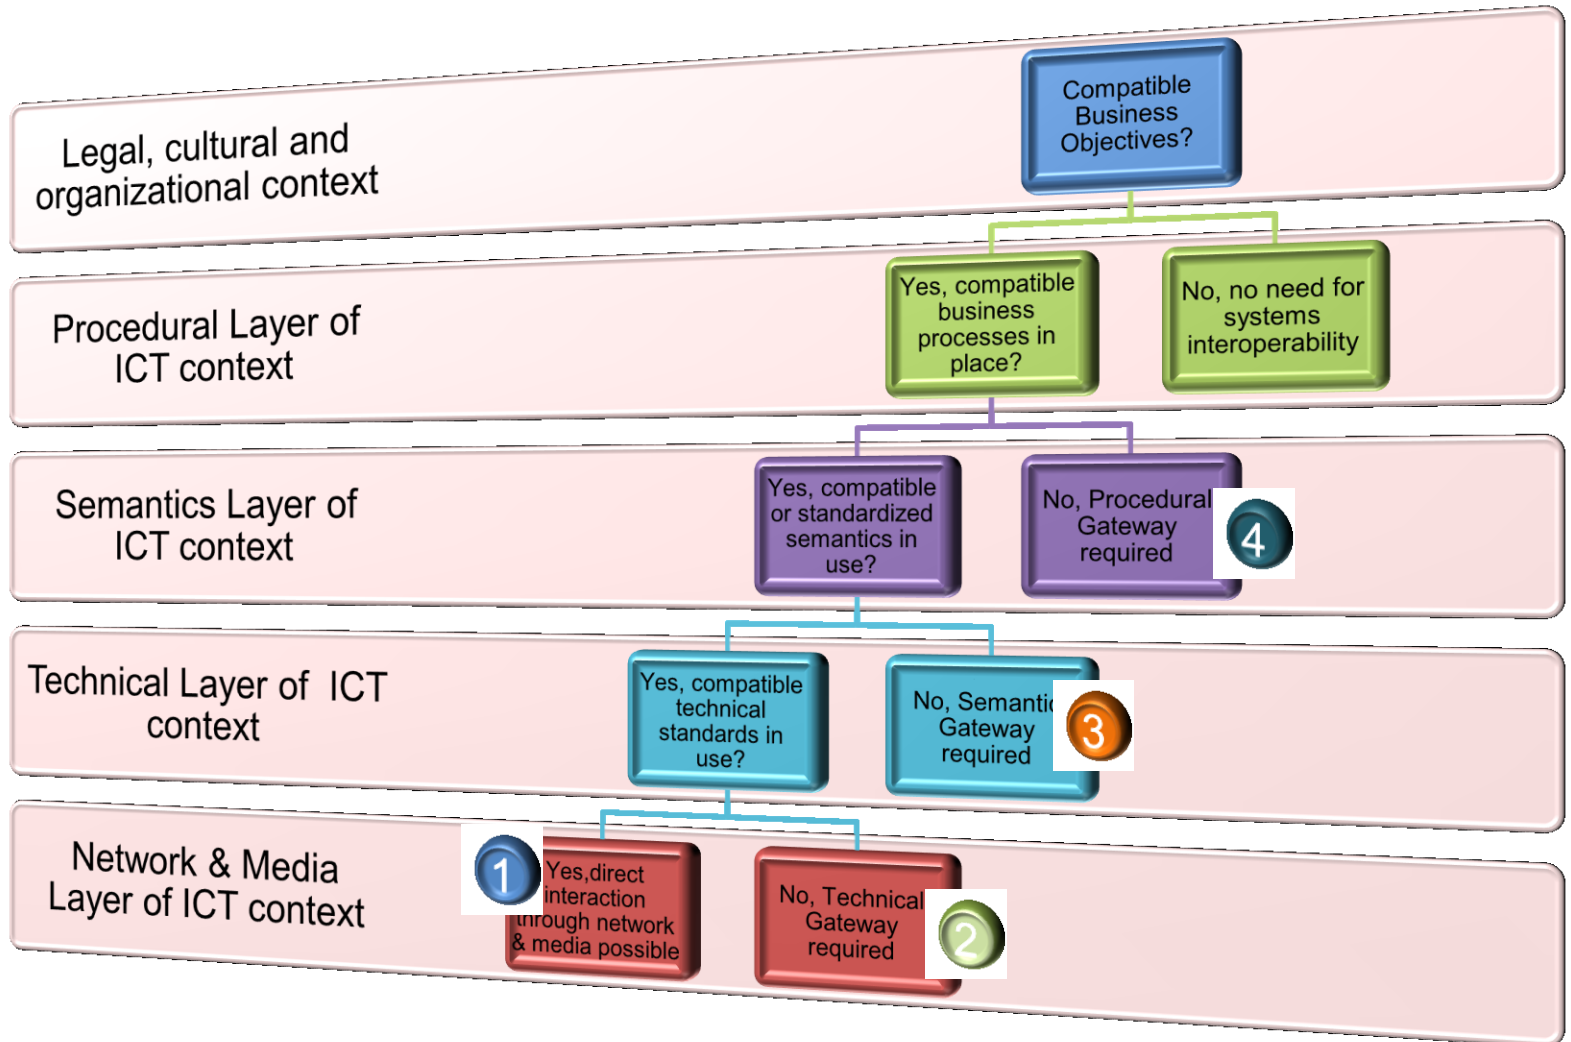 Legal, cultural and
organizational context
Compatible
Business
Objectives?
Procedural Layer of
ICT context
Yes, compatible
business
processes in
place?
No, no need for
systems
interoperability
Semantics Layer of
ICT context
Yes, compatible
or standardized
semantics in
use?
No, Procedural
Gateway
required
4
Technical Layer of ICT
context
Yes, compatible
technical
standards in
use?
No, Semantic
Gateway
required
3
Network & Media
Layer of ICT context
1
Yes,direct
interaction
through network
& media possible
No, Technical
Gateway
required
2